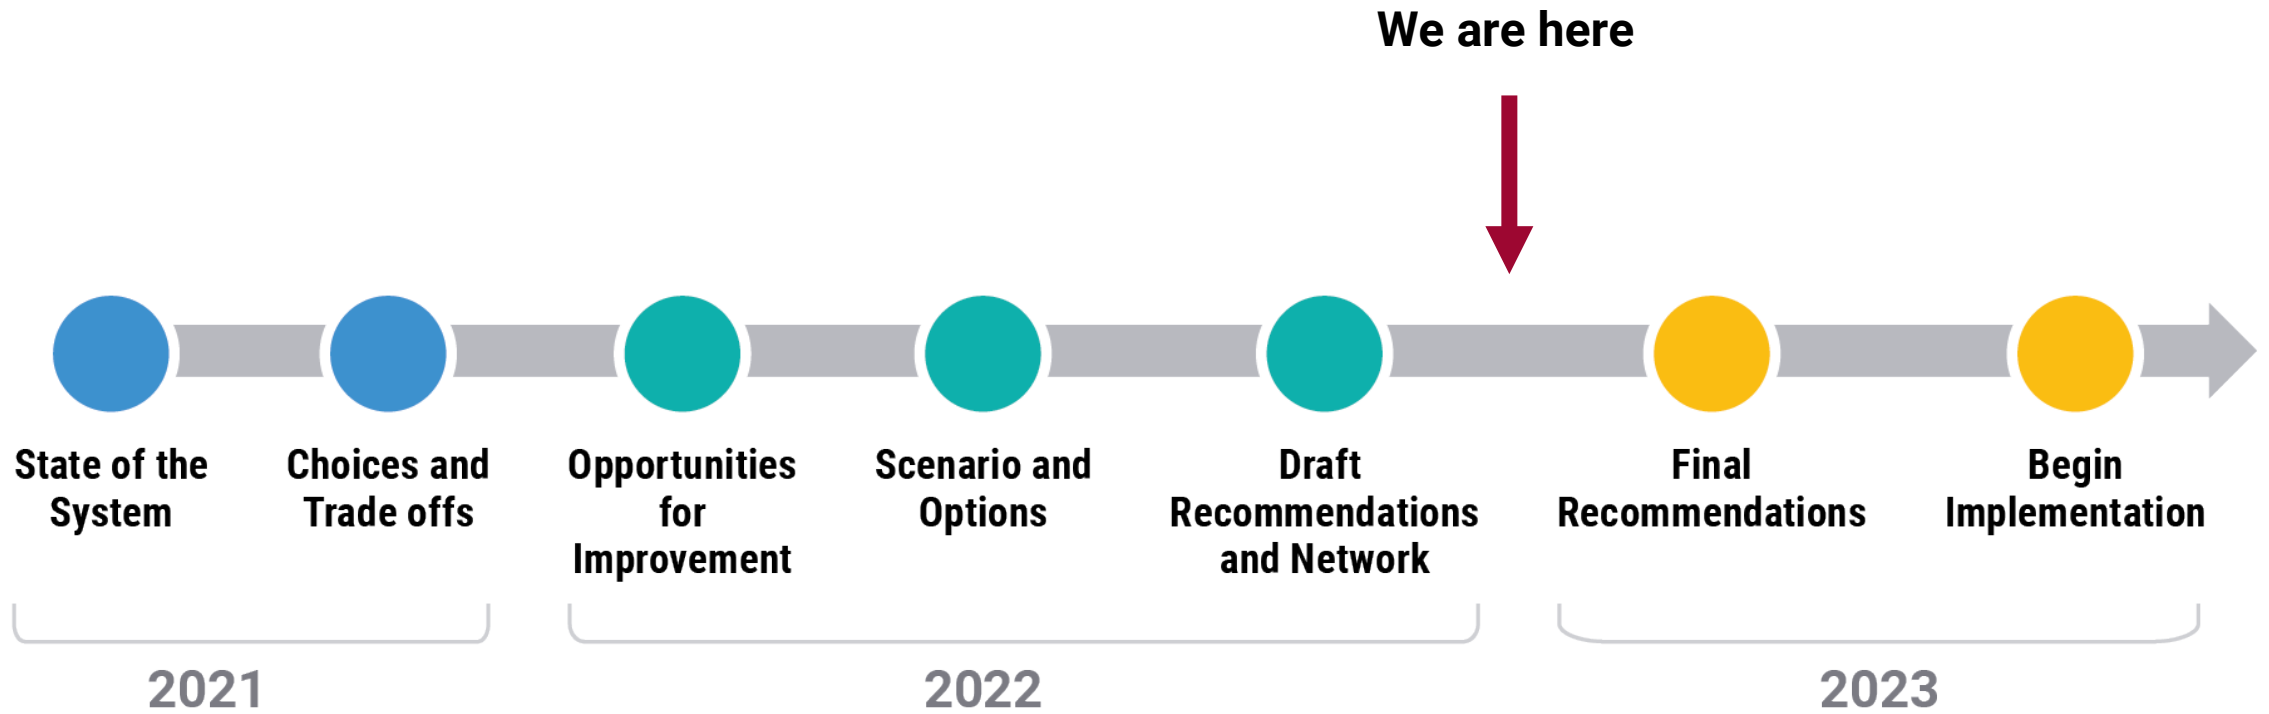 We are here
State of the
System
Choices and
Trade offs
Opportunities
for
Improvement
Scenario and
Options
Draft
Recommendations
and Network
Final
Recommendations
Begin
Implementation
2021
2022
2023